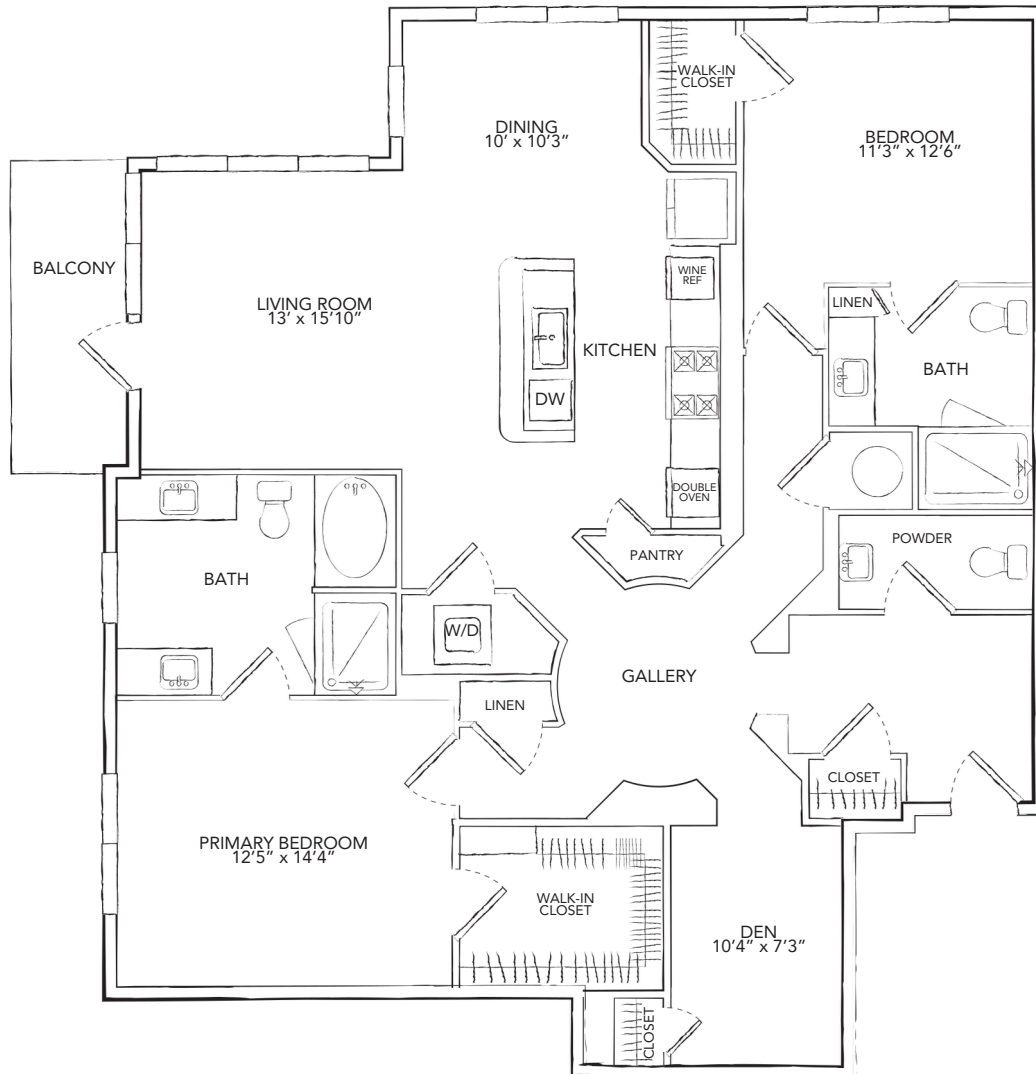 WALK-IN
CLOSET
DINING
10’ x 10’3”
BEDROOM
11’3” x 12’6”
BALCONY
WINE
REF
LIVING ROOM
13’ x 15’10”
LINEN
KITCHEN
BATH
DW
DOUBLE
OVEN
POWDER
PANTRY
BATH
W/D
GALLERY
LINEN
CLOSET
PRIMARY BEDROOM
12’5” x 14’4”
WALK-IN
CLOSET
DEN
10’4” x 7’3”
CLOSET